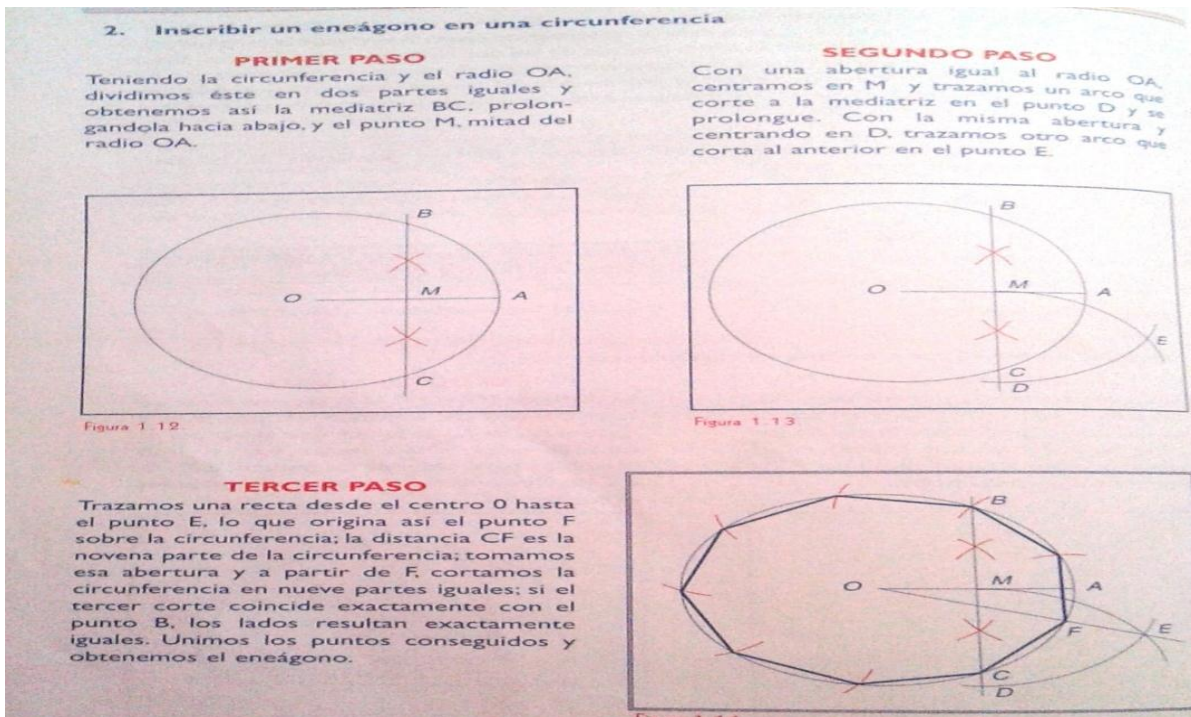 2. Inscribir un eneágono en una circunferencia
PRIMER PASO
Teniendo la circunferencia y el radio OA,
dividimos éste en dos partes iguales y
obtenemos así la mediatriz BC, prolon-
gandola hacia abajo, y el punto M, mitad del
radio OA.
SEGUNDO PASO
Con una abertura igual al radio OA,
centramos en M y trazamos un arco que
corte a la mediatriz en el punto D y se
prolongue. Con la misma abertura y
centrando en D, trazamos otro arco que
corta al anterior en el punto E.
B
O
M
A
C
Figura 1.12
B
O
M
A
E
C
D
Figura 1.13
TERCER PASO
Trazamos una recta desde el centro 0 hasta
el punto E, lo que origina así el punto F
sobre la circunferencia; la distancia CF es la
novena parte de la circunferencia; tomamos
esa abertura y a partir de F, cortamos la
circunferencia en nueve partes iguales; si el
tercer corte coincide exactamente con el
punto B, los lados resultan exactamente
iguales. Unimos los puntos conseguidos y
obtenemos el eneágono.
B
O
M
A
F
E
C
D